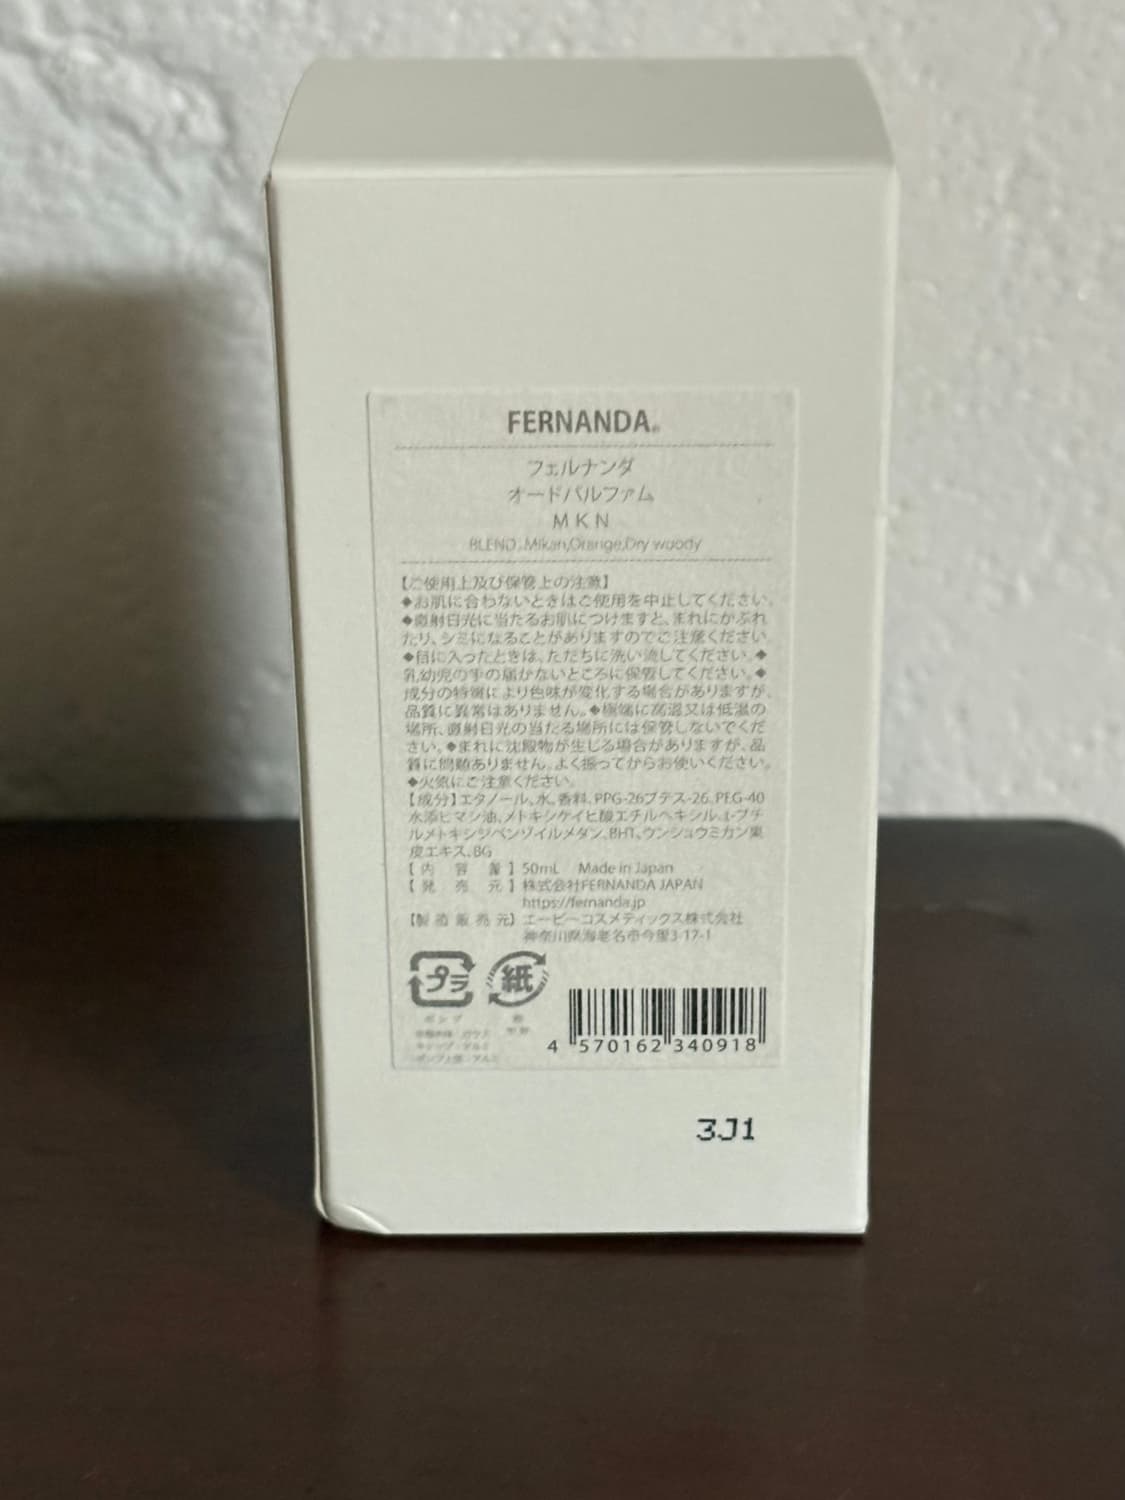 FERNANDA®
フェルナンダ
オードパルファム
MKN
BLEND:Mikan,Orange,Dry woody
【ご使用上及び保管上の注意】
◆お肌に合わないときはご使用を中止してください。
◆直射日光に当たるお肌につけますと、まれにかぶれ
たり、シミになることがありますのでご注意ください。
◆目に入ったときは、ただちに洗い流してください。◆
乳幼児の手の届かないところに保管してください。◆
成分の特徴により色味が変化する場合がありますが、
品質に異常はありません。◆極端に高温又は低温の
場所、直射日光の当たる場所には保管しないでくだ
さい。◆まれに沈殿物が生じる場合がありますが、品
質に問題ありません。よく振ってからお使いください。
◆火気にご注意ください。
【成分】エタノール、水、香料、PPG-26ブテス-26、PEG-40
水添ヒマシ油、メトキシケイヒ酸エチルヘキシル、t-ブチ
ルメトキシジベンゾイルメタン、BHT、ウンシュウミカン果
皮エキス、BG
【内容量】50mL Made in Japan
【発売元】株式会社FERNANDA JAPAN
https://fernanda.jp
【製造販売元】エーピーコスメティックス株式会社
神奈川県海老名市今里3-17-1
プラ 紙
ポンプ
キャップ：アルミ
4 570162 340918
3J1